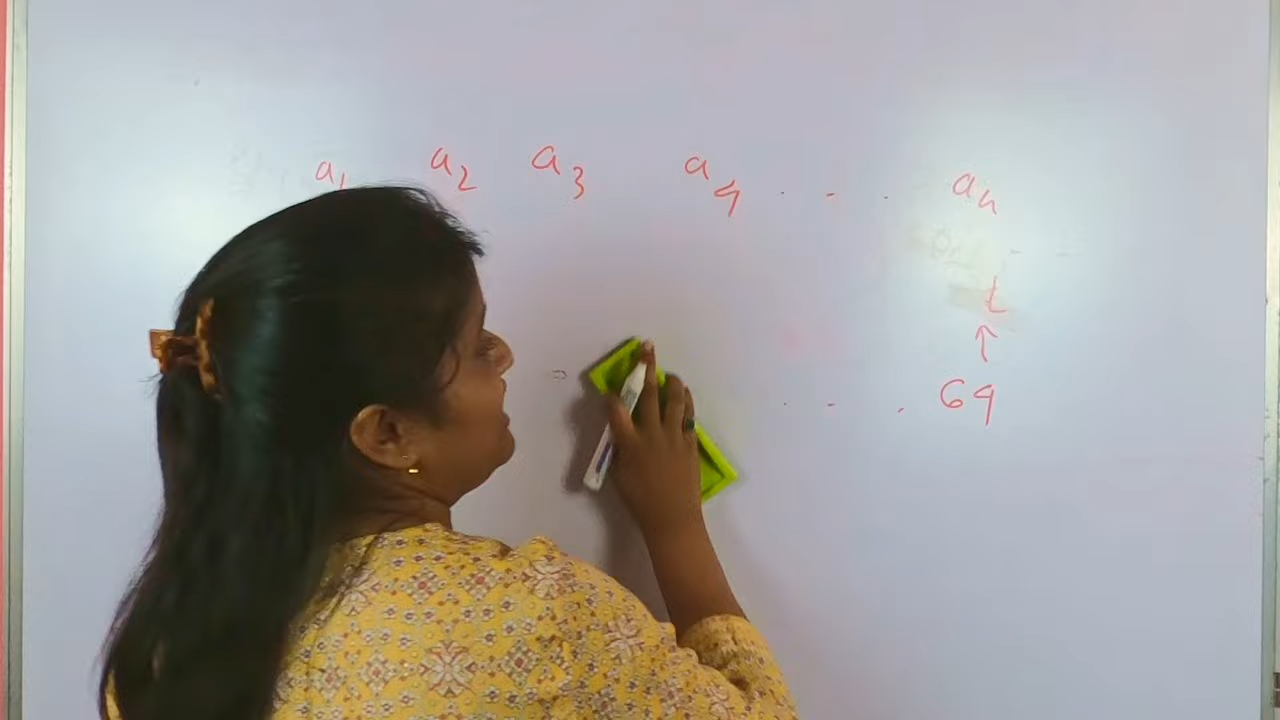 a₁ a₂ a₃ a₄ . . . aₙ
l
↑
= . . . 64